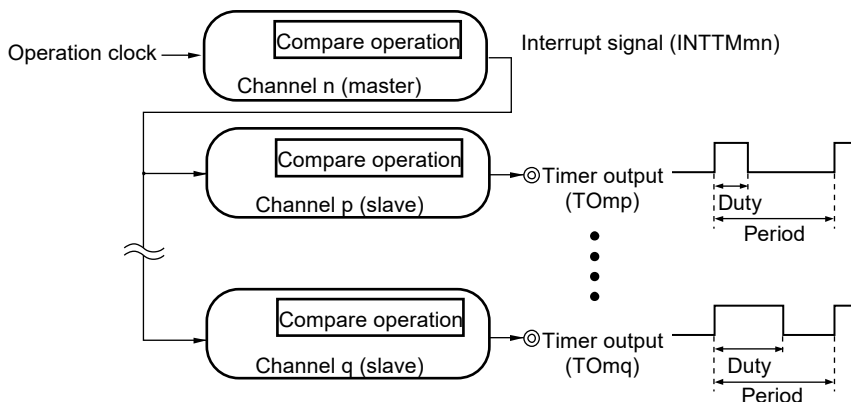 Compare operation
Operation clock
Interrupt signal (INTTMmn)
Channel n (master)
Compare operation
Channel p (slave)
Timer output
(TOmp)
Duty
Period
Compare operation
Channel q (slave)
Timer output
(TOmq)
Duty
Period